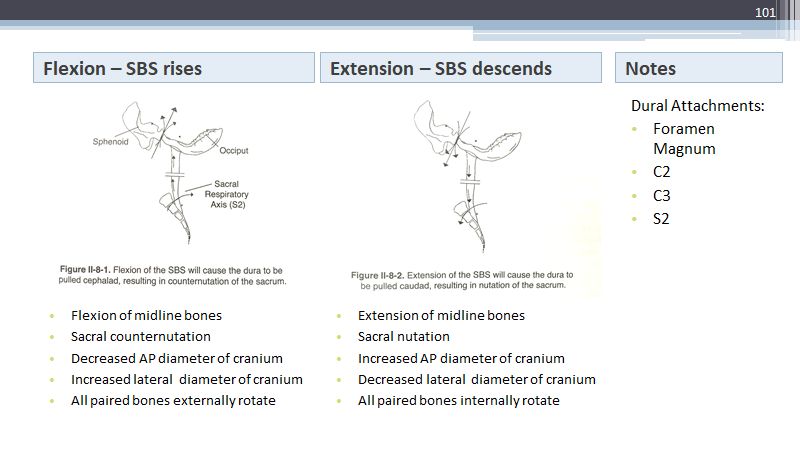 101
Flexion – SBS rises
Sphenoid
Occiput
Sacral
Respiratory
Axis (S2)
Figure II-8-1. Flexion of the SBS will cause the dura to be
pulled cephalad, resulting in counternutation of the sacrum.
• Flexion of midline bones
• Sacral counternutation
• Decreased AP diameter of cranium
• Increased lateral diameter of cranium
• All paired bones externally rotate
Extension – SBS descends
Figure II-8-2. Extension of the SBS will cause the dura to
be pulled caudad, resulting in nutation of the sacrum.
• Extension of midline bones
• Sacral nutation
• Increased AP diameter of cranium
• Decreased lateral diameter of cranium
• All paired bones internally rotate
Notes
Dural Attachments:
• Foramen
Magnum
• C2
• C3
• S2